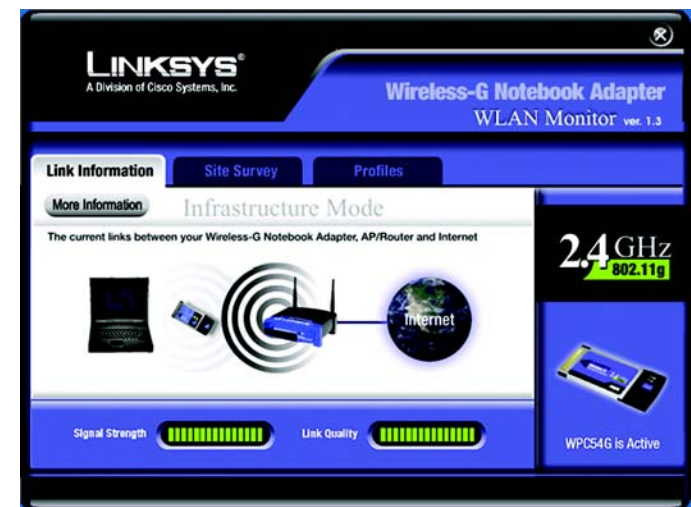 LINKSYS®
A Division of Cisco Systems, Inc.
Wireless-G Notebook Adapter
WLAN Monitor ver. 1.3
Link Information
Site Survey
Profiles
More Information
Infrastructure Mode
The current links between your Wireless-G Notebook Adapter, AP/Router and Internet
Internet
2.4 GHz
802.11g
2.4
Signal Strength
Link Quality
WPC54G is Active